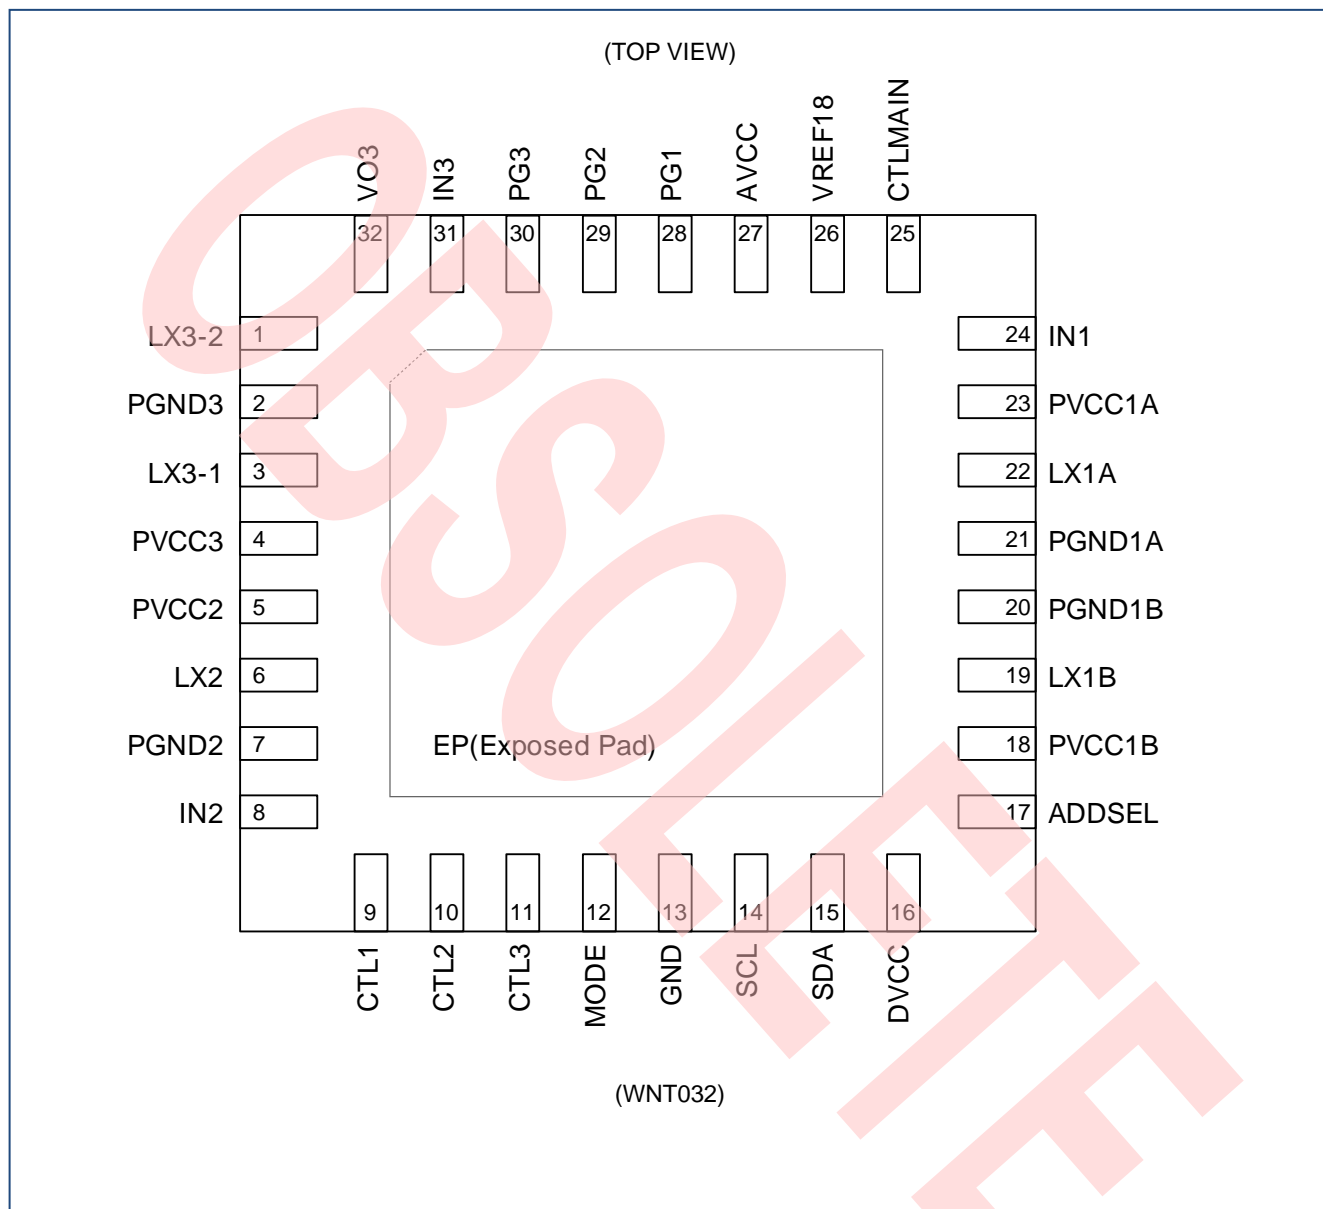 (TOP VIEW)
VO3
IN3
PG3
PG2
PG1
AVCC
VREF18
CTLMAIN
32
31
30
29
28
27
26
25
LX3-2 1
24 IN1
PGND3 2
23 PVCC1A
LX3-1 3
22 LX1A
PVCC3 4
21 PGND1A
PVCC2 5
20 PGND1B
LX2 6
19 LX1B
PGND2 7
18 PVCC1B
IN2 8
17 ADDSEL
EP(Exposed Pad)
9
10
11
12
13
14
15
16
CTL1
CTL2
CTL3
MODE
GND
SCL
SDA
DVCC
(WNT032)
OBSOLETE